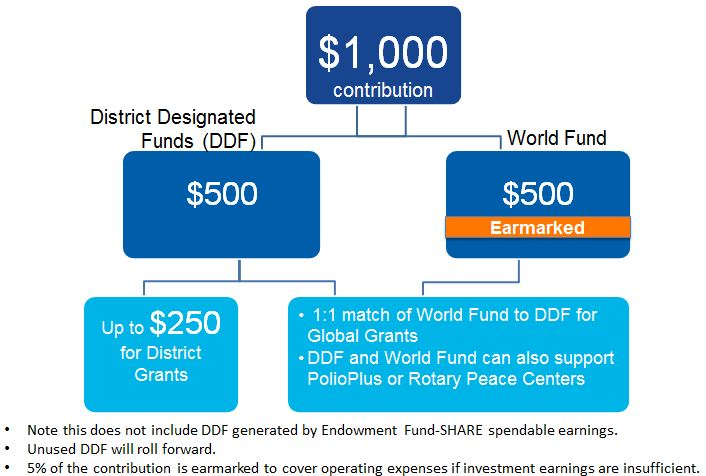 $1,000
contribution
District Designated
Funds (DDF)
World Fund
$500
$500
Earmarked
Up to $250
for District
Grants
• 1:1 match of World Fund to DDF for
Global Grants
• DDF and World Fund can also support
PolioPlus or Rotary Peace Centers
• Note this does not include DDF generated by Endowment Fund-SHARE spendable earnings.
• Unused DDF will roll forward.
• 5% of the contribution is earmarked to cover operating expenses if investment earnings are insufficient.